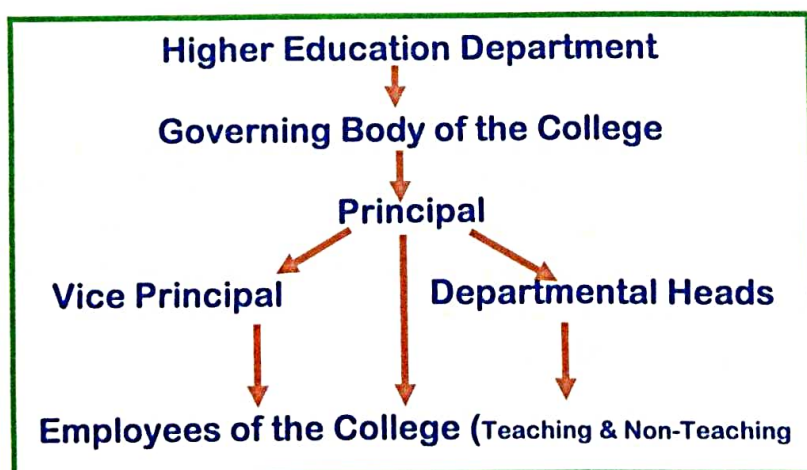 Higher Education Department
Governing Body of the College
Principal
Vice Principal
Departmental Heads
Employees of the College (Teaching & Non-Teaching